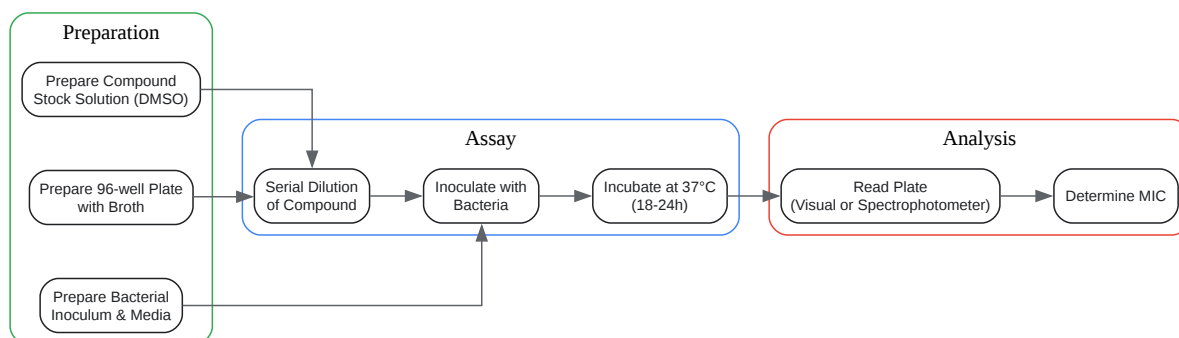 Preparation
Prepare Compound
Stock Solution (DMSO)
Prepare 96-well Plate
with Broth
Prepare Bacterial
Inoculum & Media
Assay
Serial Dilution
of Compound
Inoculate with
Bacteria
Incubate at 37°C
(18-24h)
Analysis
Read Plate
(Visual or Spectrophotometer)
Determine MIC